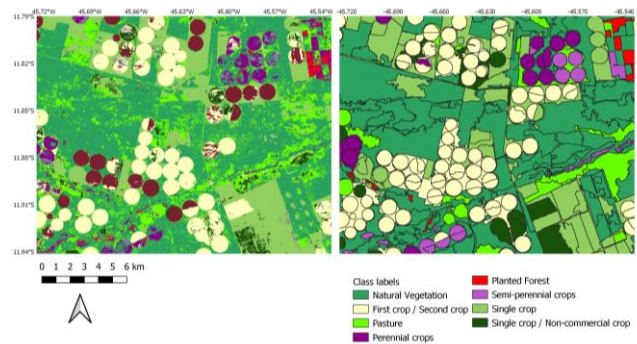 45.72°W -45.69°W -45.66°W -45.63°W -45.60°W -45.57°W -45.54°W
-45.720 -45.690 -45.660 -45.630 -45.600 -45.570 -45.540
11.79°S
11.82°S
11.85°S
11.88°S
11.91°S
11.94°S
0 1 2 3 4 5 6 km
Class labels
Natural Vegetation
First crop / Second crop
Pasture
Perennial crops
Planted Forest
Semi-perennial crops
Single crop
Single crop / Non-commercial crop